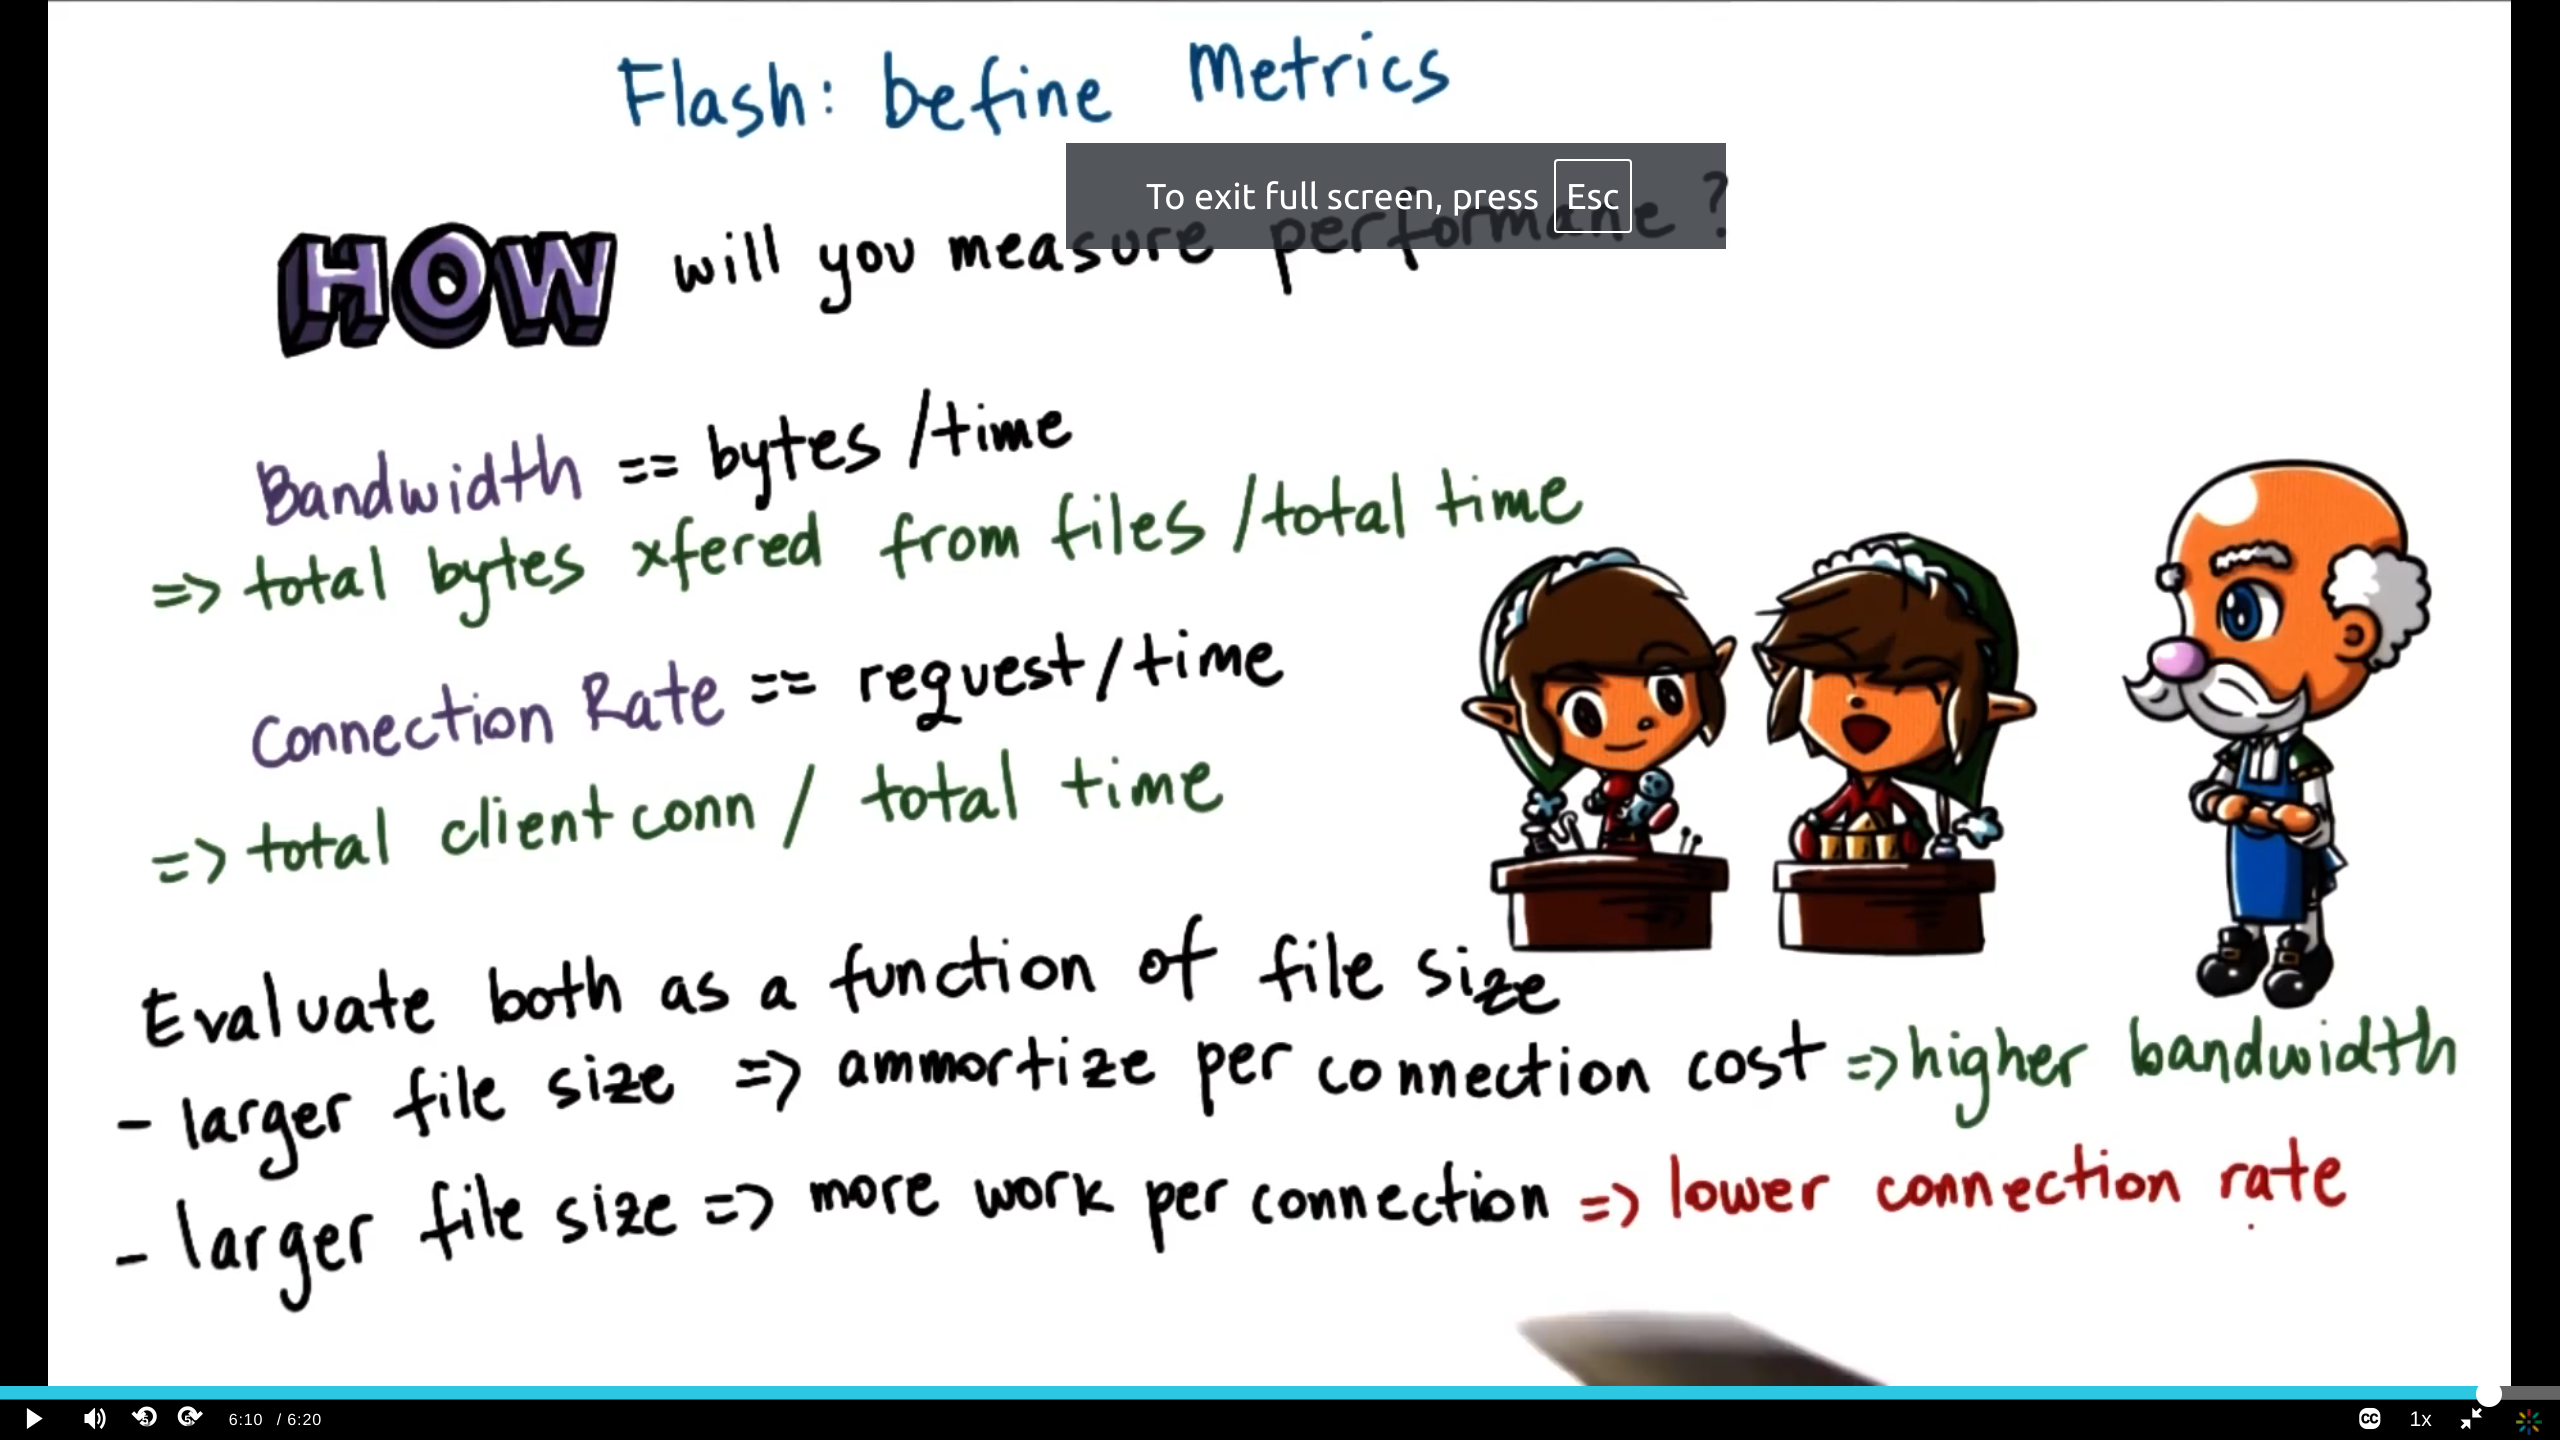 Flash: befine Metrics
To exit full screen, press Esc
HOW will you measure performane ?
Bandwidth == bytes /time
=> total bytes xfered from files /total time
Connection Rate == request/time
=> total client conn / total time
Evaluate both as a function of file size
- larger file size => ammortize per connection cost => higher bandwidth
- larger file size => more work per connection => lower connection rate
6:10 / 6:20
CC 1x